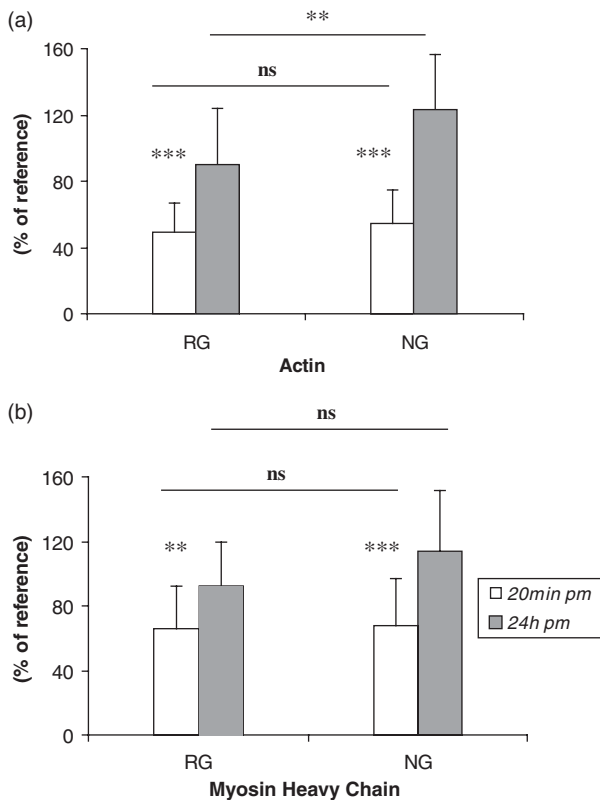 (a)
**
160
ns
120
(% of reference)
***
***
80
40
0
RG
NG
Actin
(b)
ns
160
ns
120
(% of reference)
**
***
80
40
0
20min pm
24h pm
RG
NG
Myosin Heavy Chain